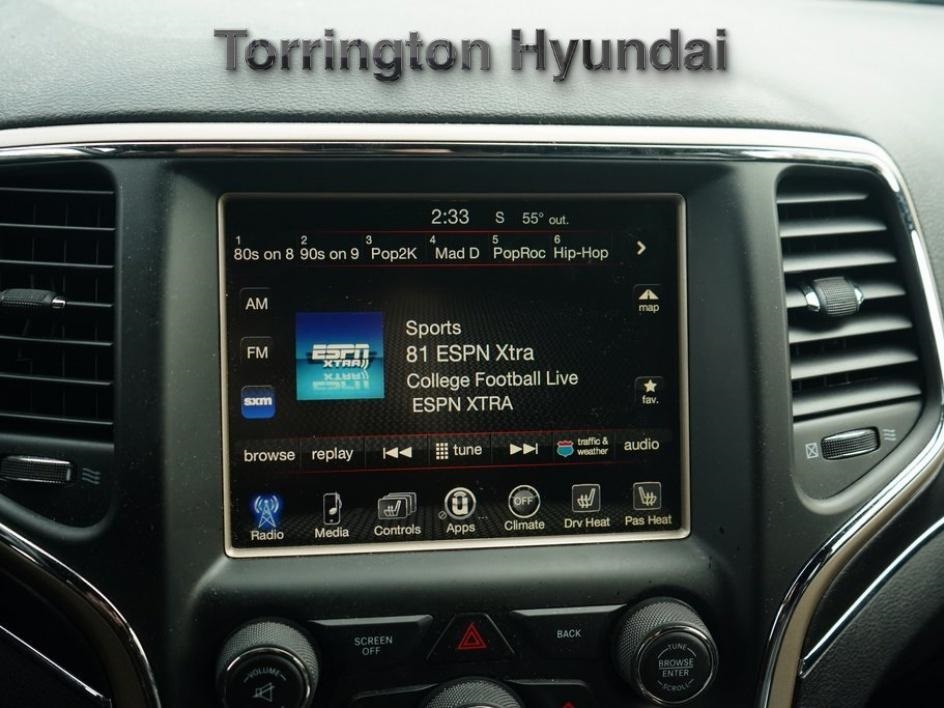 Torrington Hyundai
2:33 S 55° out.
1 2 3 4 5 6
80s on 8 90s on 9 Pop2K Mad D PopRoc Hip-Hop
AM
map
Sports
FM
81 ESPN Xtra
ESPN
XTRA
College Football Live
sxm
fav.
ESPN XTRA
browse replay tune traffic & weather audio
OFF
Radio Media Controls Apps Climate Drv Heat Pas Heat
SCREEN
OFF
BACK
VOLUME
TUNE
BROWSE
ENTER
SCROLL